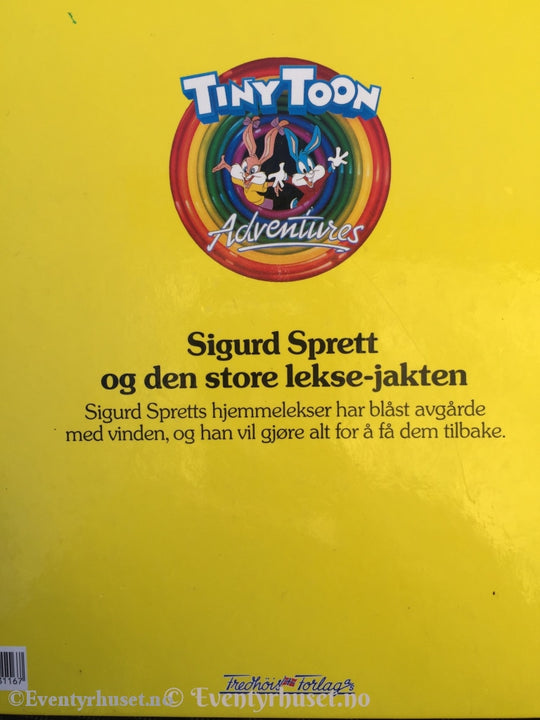 TINY TOON
Adventures
Sigurd Sprett
og den store lekse-jakten
Sigurd Spretts hjemmelekser har blåst avgårde
med vinden, og han vil gjøre alt for å få dem tilbake.
31167
Fredhøis Forlag A/S
©Eventyrhuset.no © Eventyrhuset.no